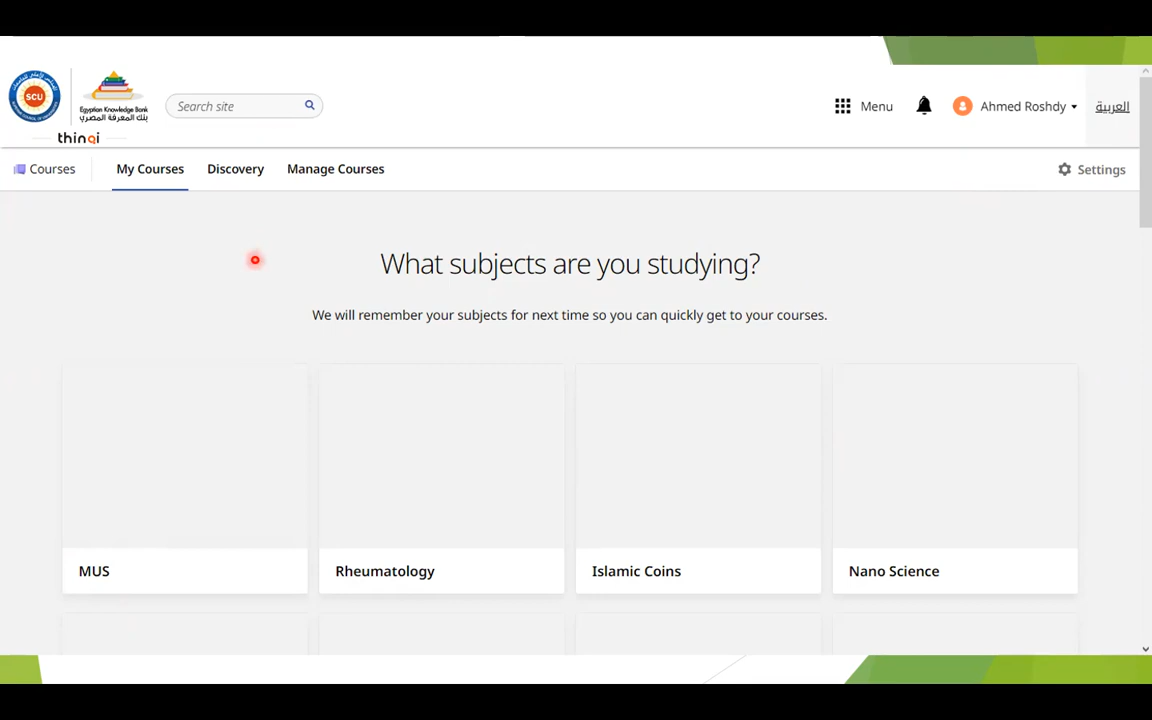 SCU
Egyptian Knowledge Bank
بنك المعرفة المصري
thinqi
Search site
Menu
Ahmed Roshdy
العربية
Courses
My Courses
Discovery
Manage Courses
Settings
What subjects are you studying?
We will remember your subjects for next time so you can quickly get to your courses.
MUS
Rheumatology
Islamic Coins
Nano Science